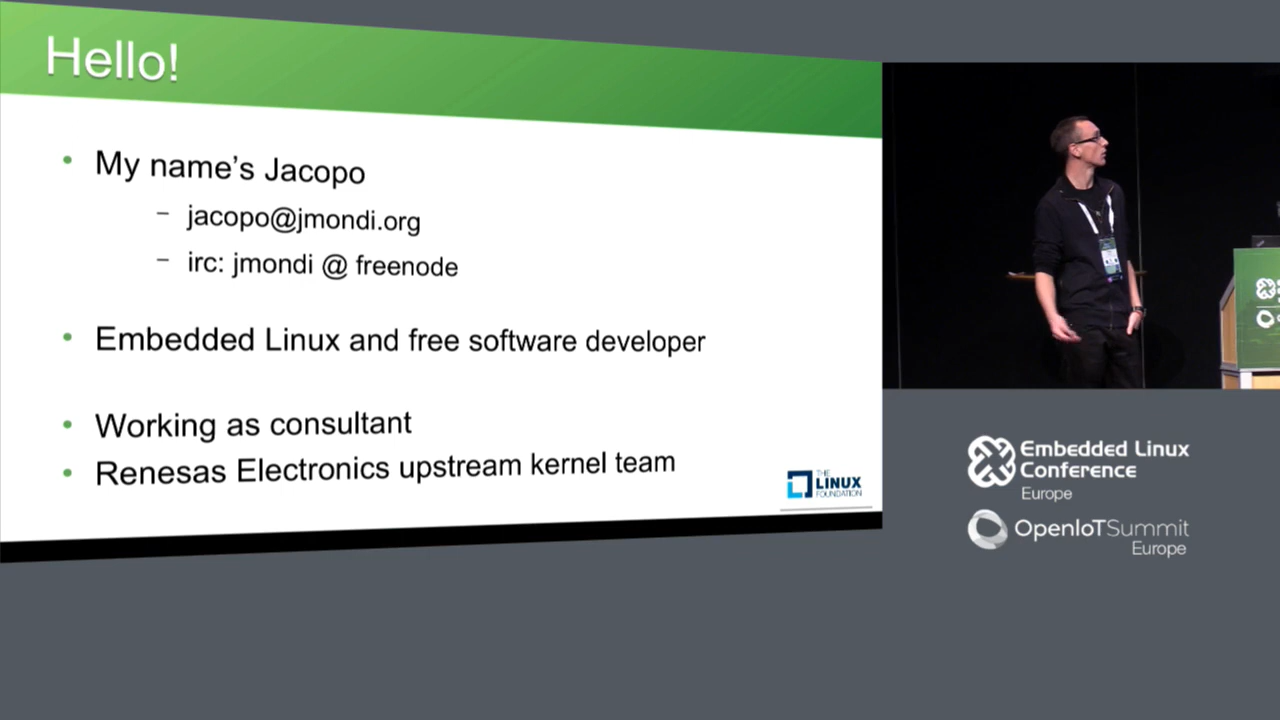 Hello!
• My name's Jacopo
– jacopo@jmondi.org
– irc: jmondi @ freenode
• Embedded Linux and free software developer
• Working as consultant
• Renesas Electronics upstream kernel team
THE
LINUX
FOUNDATION
Embedded Linux
Conference
Europe
OpenIoTSummit
Europe